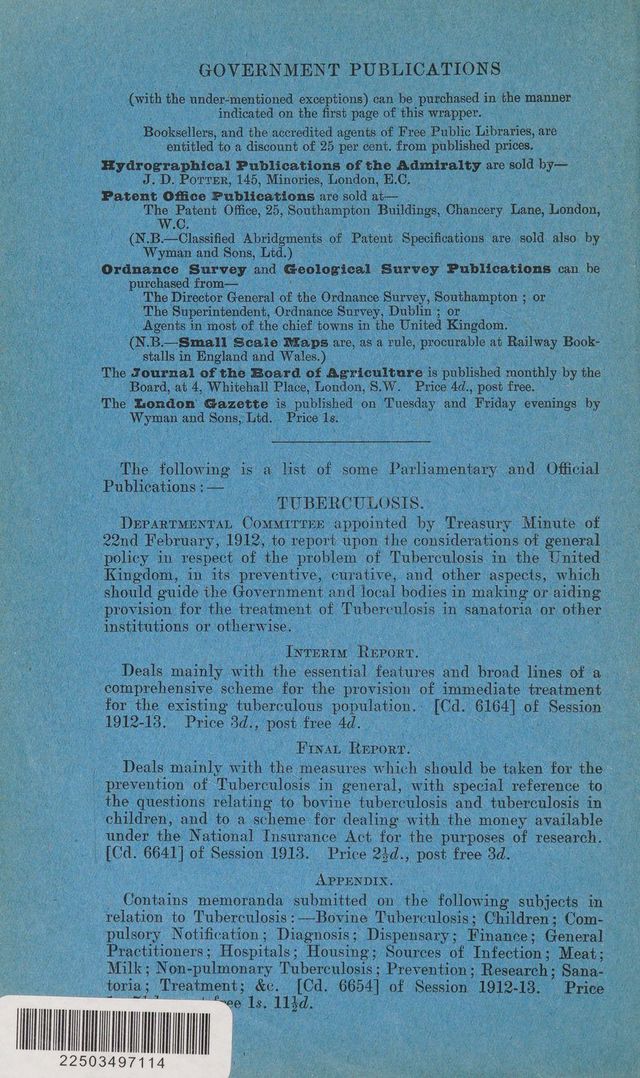 GOVERNMENT PUBLICATIONS
(with the under-mentioned exceptions) can be purchased in the manner
indicated on the first page of this wrapper.
Booksellers, and the accredited agents of Free Public Libraries, are
entitled to a discount of 25 per cent. from published prices.
Hydrographical Publications of the Admiralty are sold by—
J. D. POTTER, 145, Minories, London, E.C.
Patent Office Publications are sold at—
The Patent Office, 25, Southampton Buildings, Chancery Lane, London,
W.C.
(N.B.—Classified Abridgments of Patent Specifications are sold also by
Wyman and Sons, Ltd.)
Ordnance Survey and Geological Survey Publications can be
purchased from—
The Director General of the Ordnance Survey, Southampton ; or
The Superintendent, Ordnance Survey, Dublin ; or
Agents in most of the chief towns in the United Kingdom.
(N.B.—Small Scale Maps are, as a rule, procurable at Railway Book-
stalls in England and Wales.)
The Journal of the Board of Agriculture is published monthly by the
Board, at 4, Whitehall Place, London, S.W. Price 4d., post free.
The London Gazette is published on Tuesday and Friday evenings by
Wyman and Sons, Ltd. Price 1s.
The following is a list of some Parliamentary and Official
Publications :—
TUBERCULOSIS.
DEPARTMENTAL COMMITTEE appointed by Treasury Minute of
22nd February, 1912, to report upon the considerations of general
policy in respect of the problem of Tuberculosis in the United
Kingdom, in its preventive, curative, and other aspects, which
should guide the Government and local bodies in making or aiding
provision for the treatment of Tuberculosis in sanatoria or other
institutions or otherwise.
INTERIM REPORT.
Deals mainly with the essential features and broad lines of a
comprehensive scheme for the provision of immediate treatment
for the existing tuberculous population. [Cd. 6164] of Session
1912-13. Price 3d., post free 4d.
FINAL REPORT.
Deals mainly with the measures which should be taken for the
prevention of Tuberculosis in general, with special reference to
the questions relating to bovine tuberculosis and tuberculosis in
children, and to a scheme for dealing with the money available
under the National Insurance Act for the purposes of research.
[Cd. 6641] of Session 1913. Price 2½d., post free 3d.
APPENDIX.
Contains memoranda submitted on the following subjects in
relation to Tuberculosis :—Bovine Tuberculosis; Children; Com-
pulsory Notification; Diagnosis; Dispensary; Finance; General
Practitioners; Hospitals; Housing; Sources of Infection; Meat;
Milk; Non-pulmonary Tuberculosis; Prevention; Research; Sana-
toria; Treatment; &c. [Cd. 6654] of Session 1912-13. Price
1s. 11½d.
22503497114